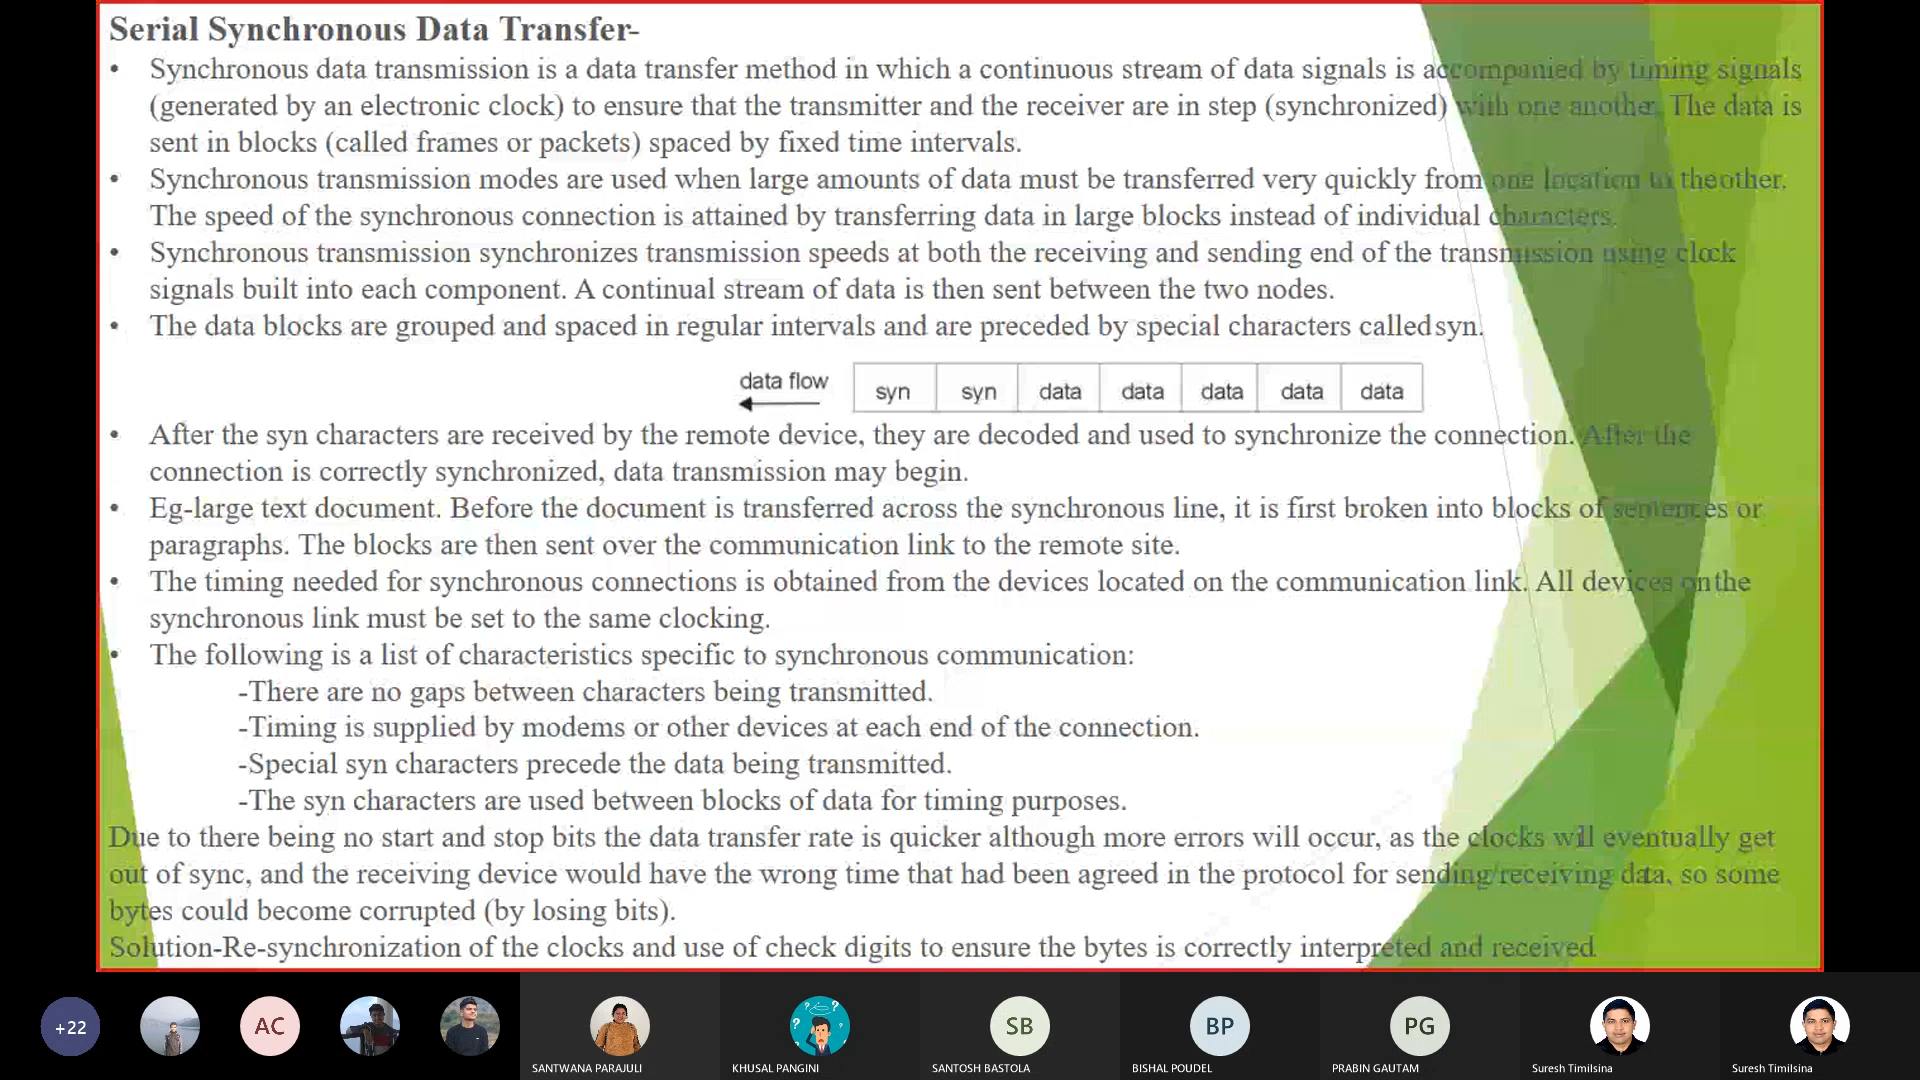 Serial Synchronous Data Transfer-
• Synchronous data transmission is a data transfer method in which a continuous stream of data signals is accompanied by timing signals
(generated by an electronic clock) to ensure that the transmitter and the receiver are in step (synchronized) with one another. The data is
sent in blocks (called frames or packets) spaced by fixed time intervals.
• Synchronous transmission modes are used when large amounts of data must be transferred very quickly from one location to theother.
The speed of the synchronous connection is attained by transferring data in large blocks instead of individual characters.
• Synchronous transmission synchronizes transmission speeds at both the receiving and sending end of the transmission using clock
signals built into each component. A continual stream of data is then sent between the two nodes.
• The data blocks are grouped and spaced in regular intervals and are preceded by special characters called syn.
data flow syn syn data data data data data
• After the syn characters are received by the remote device, they are decoded and used to synchronize the connection. After the
connection is correctly synchronized, data transmission may begin.
• Eg-large text document. Before the document is transferred across the synchronous line, it is first broken into blocks of sentences or
paragraphs. The blocks are then sent over the communication link to the remote site.
• The timing needed for synchronous connections is obtained from the devices located on the communication link. All devices on the
synchronous link must be set to the same clocking.
• The following is a list of characteristics specific to synchronous communication:
-There are no gaps between characters being transmitted.
-Timing is supplied by modems or other devices at each end of the connection.
-Special syn characters precede the data being transmitted.
-The syn characters are used between blocks of data for timing purposes.
Due to there being no start and stop bits the data transfer rate is quicker although more errors will occur, as the clocks will eventually get
out of sync, and the receiving device would have the wrong time that had been agreed in the protocol for sending/receiving data, so some
bytes could become corrupted (by losing bits).
Solution-Re-synchronization of the clocks and use of check digits to ensure the bytes is correctly interpreted and received
+22 AC SB BP PG
SANTWANA PARAJULI KHUSAL PANGINI SANTOSH BASTOLA BISHAL POUDEL PRABIN GAUTAM Suresh Timilsina Suresh Timilsina